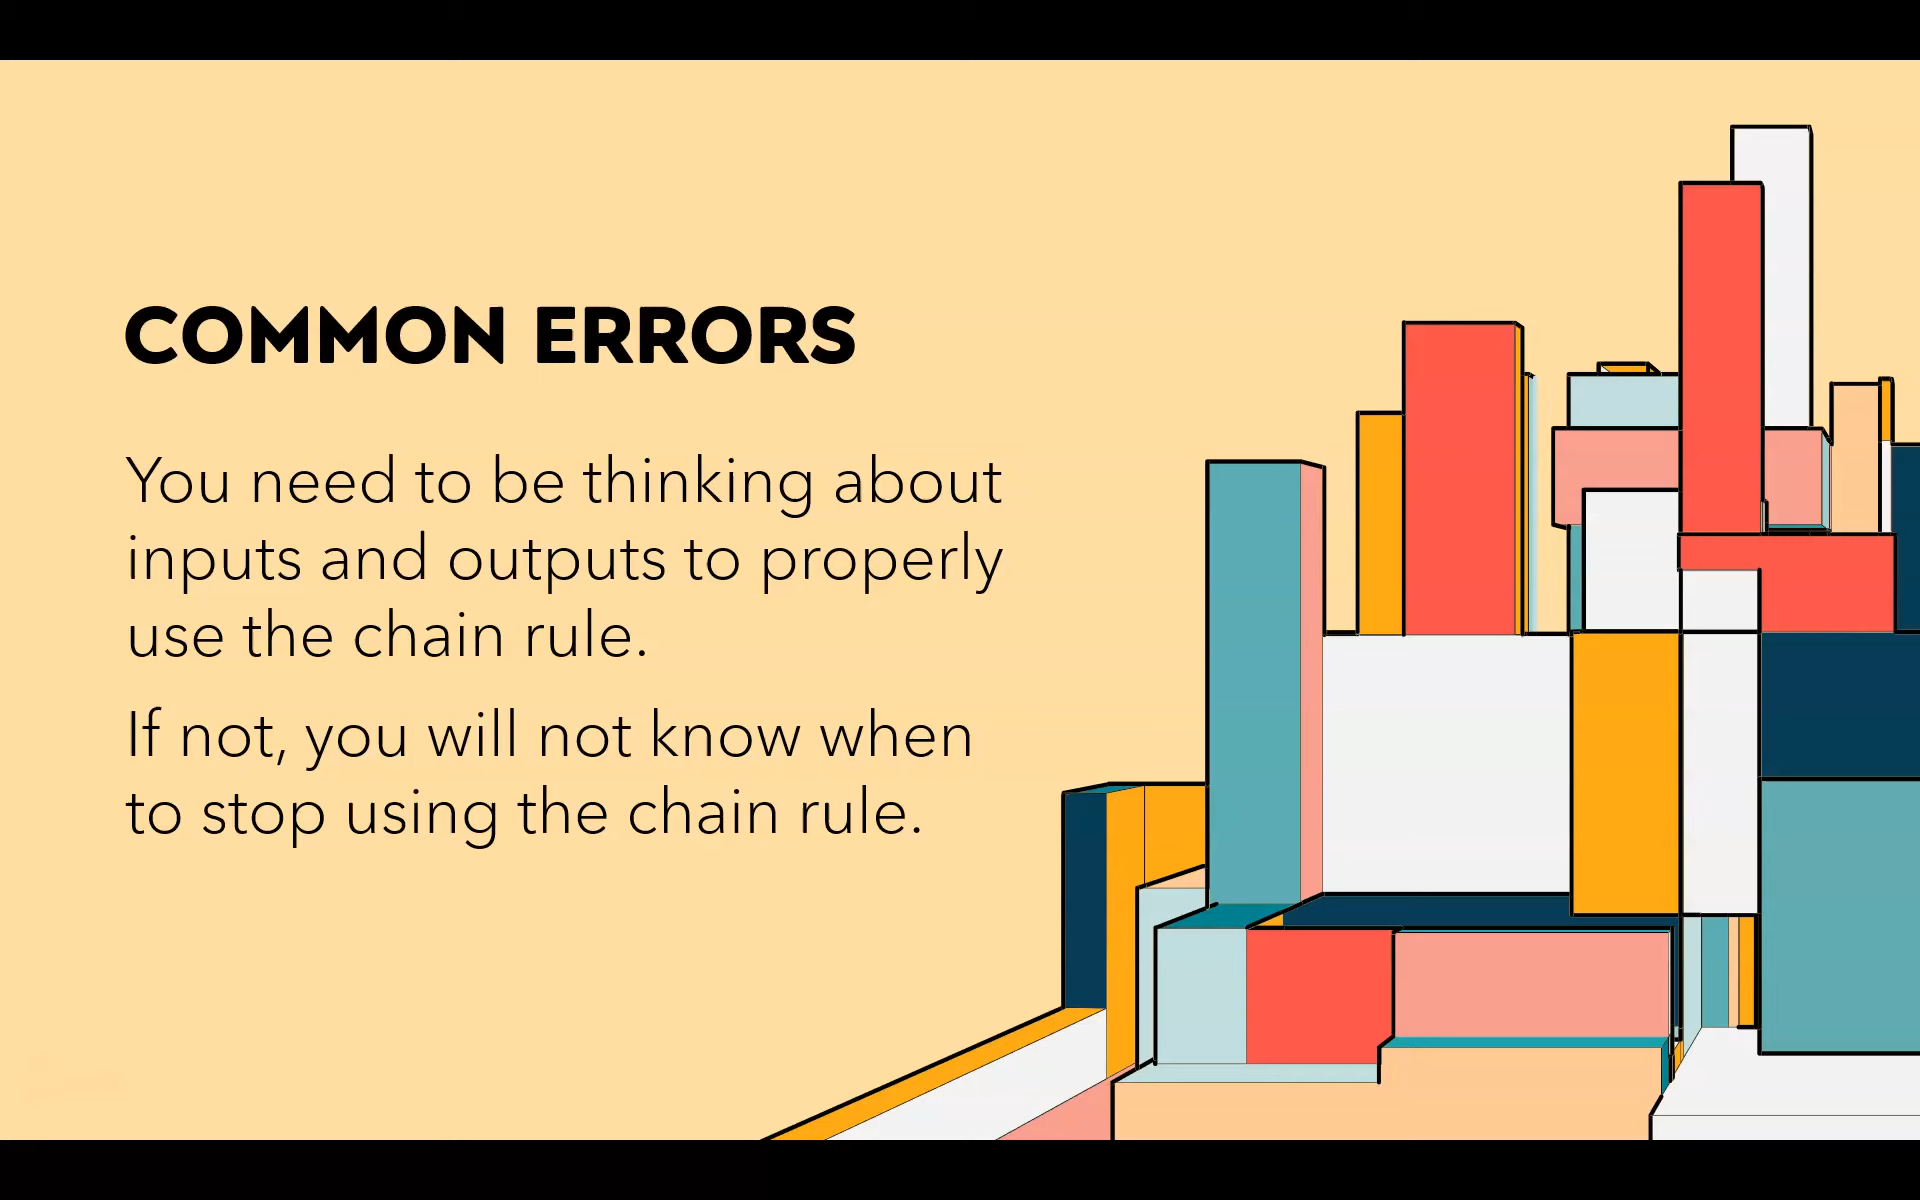 COMMON ERRORS
You need to be thinking about
inputs and outputs to properly
use the chain rule.
If not, you will not know when
to stop using the chain rule.